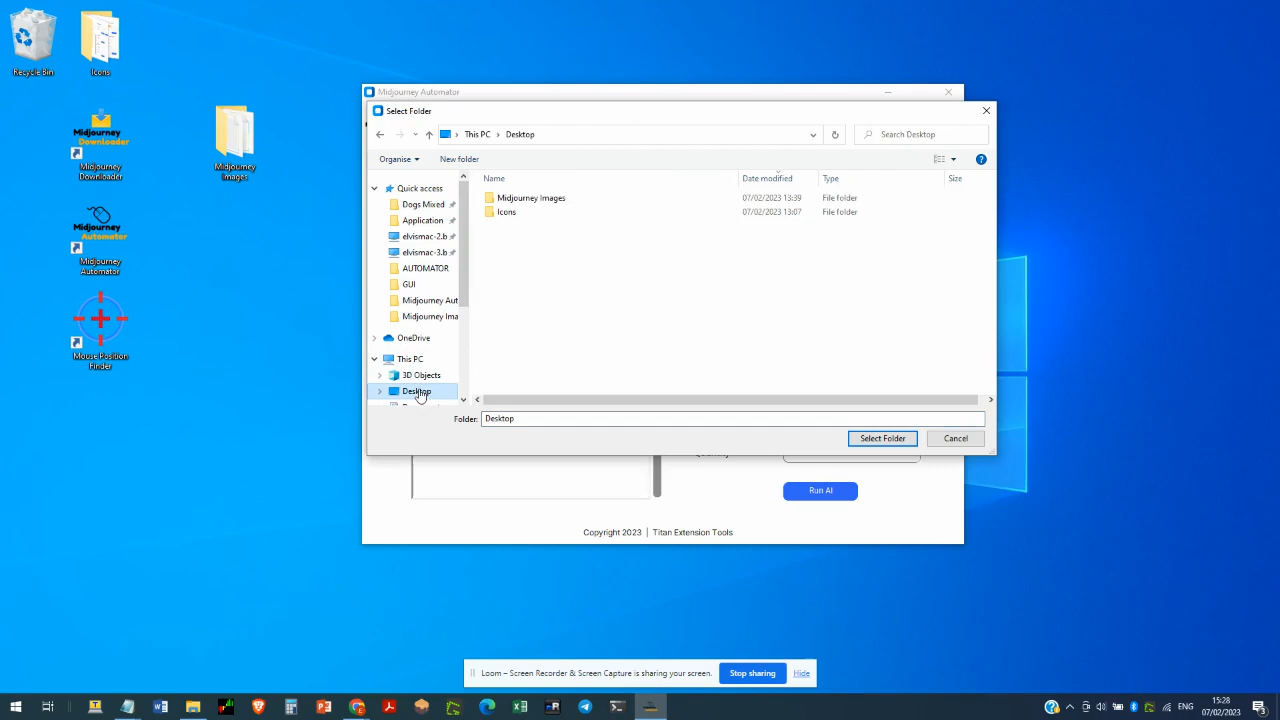 Recycle Bin
Icons
Midjourney
Downloader
Midjourney
Downloader
Midjourney
Images
Midjourney
Automator
Midjourney
Automator
Mouse Position
Finder
Midjourney Automator
Select Folder
This PC > Desktop
Search Desktop
Organise
New folder
Quick access
Dogs Mixed
Application
elvismac-2.b
elvismac-3.b
AUTOMATOR
GUI
Midjourney Aut
Midjourney Ima
OneDrive
This PC
3D Objects
Desktop
Name Date modified Type Size
Midjourney Images 07/02/2023 13:39 File folder
Icons 07/02/2023 13:07 File folder
Folder: Desktop
Select Folder
Cancel
Run AI
Copyright 2023 | Titan Extension Tools
Loom – Screen Recorder & Screen Capture is sharing your screen.
Stop sharing
Hide
ENG
15:28
07/02/2023